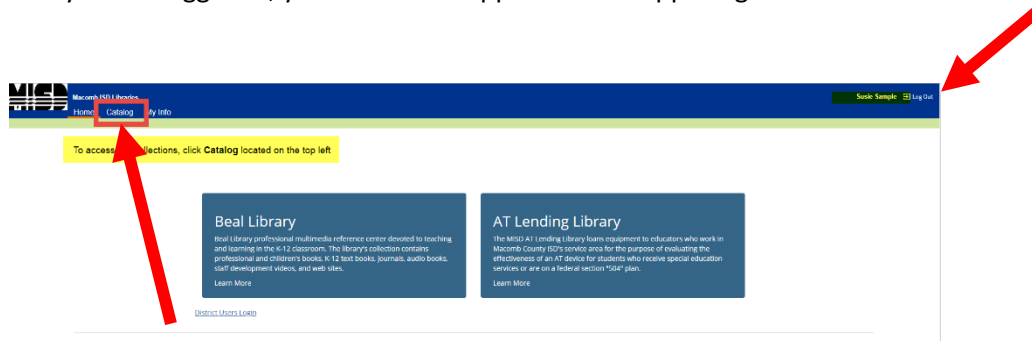 MISD
Macomb ISD Libraries
Susie Sample Log Out
Home Catalog My Info
To access lections, click Catalog located on the top left
Beal Library
Beal Library professional multimedia reference center devoted to teaching
and learning in the K-12 classroom. The library's collection contains
professional and children's books, K-12 text books, journals, audio books,
staff development videos, and web sites.
Learn More
AT Lending Library
The MISD AT Lending Library loans equipment to educators who work in
Macomb County ISD's service area for the purpose of evaluating the
effectiveness of an AT device for students who receive special education
services or are on a federal section "504" plan.
Learn More
District Users Login